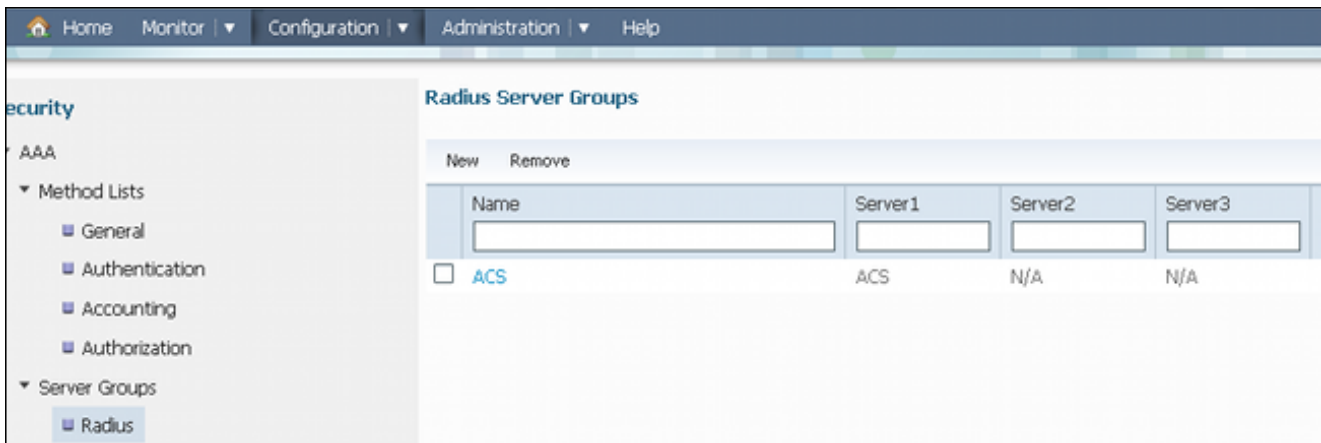 Home Monitor | ▼ Configuration | ▼ Administration | ▼ Help
ecurity
AAA
Method Lists
General
Authentication
Accounting
Authorization
Server Groups
Radius
Radius Server Groups
New Remove
Name Server1 Server2 Server3
ACS ACS N/A N/A